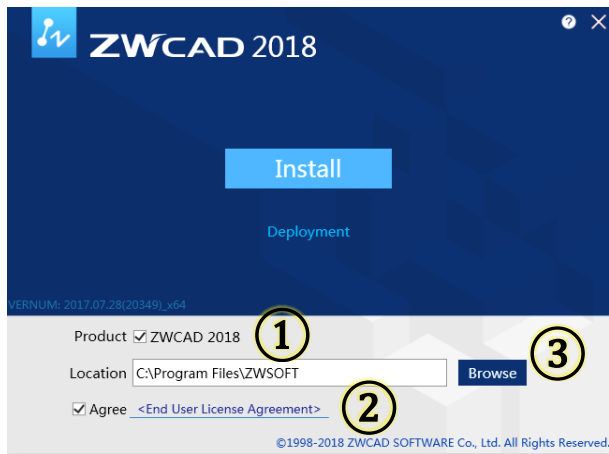 ZWCAD 2018
Install
Deployment
VERNUM: 2017.07.28(20349)_x64
Product ZWCAD 2018 1
Location C:\Program Files\ZWSOFT Browse 3
Agree <End User License Agreement> 2
©1998-2018 ZWCAD SOFTWARE Co., Ltd. All Rights Reserved.